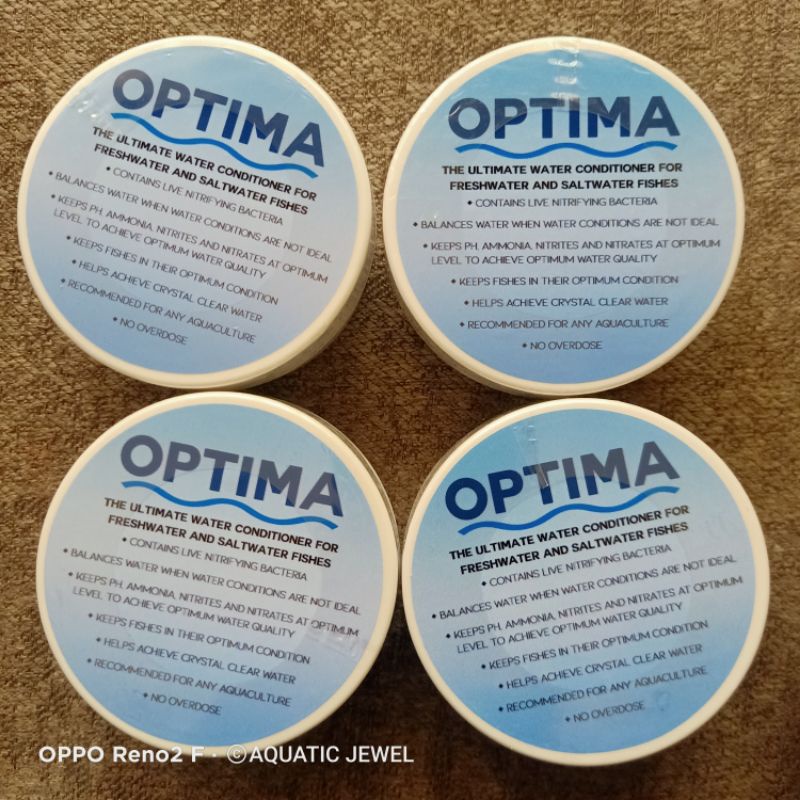 OPTIMA
THE ULTIMATE WATER CONDITIONER FOR
FRESHWATER AND SALTWATER FISHES
• CONTAINS LIVE NITRIFYING BACTERIA
• BALANCES WATER WHEN WATER CONDITIONS ARE NOT IDEAL
• KEEPS PH, AMMONIA, NITRITES AND NITRATES AT OPTIMUM
LEVEL TO ACHIEVE OPTIMUM WATER QUALITY
• KEEPS FISHES IN THEIR OPTIMUM CONDITION
• HELPS ACHIEVE CRYSTAL CLEAR WATER
• RECOMMENDED FOR ANY AQUACULTURE
• NO OVERDOSE
OPTIMA
THE ULTIMATE WATER CONDITIONER FOR
FRESHWATER AND SALTWATER FISHES
• CONTAINS LIVE NITRIFYING BACTERIA
• BALANCES WATER WHEN WATER CONDITIONS ARE NOT IDEAL
• KEEPS PH, AMMONIA, NITRITES AND NITRATES AT OPTIMUM
LEVEL TO ACHIEVE OPTIMUM WATER QUALITY
• KEEPS FISHES IN THEIR OPTIMUM CONDITION
• HELPS ACHIEVE CRYSTAL CLEAR WATER
• RECOMMENDED FOR ANY AQUACULTURE
• NO OVERDOSE
OPTIMA
THE ULTIMATE WATER CONDITIONER FOR
FRESHWATER AND SALTWATER FISHES
• CONTAINS LIVE NITRIFYING BACTERIA
• BALANCES WATER WHEN WATER CONDITIONS ARE NOT IDEAL
• KEEPS PH, AMMONIA, NITRITES AND NITRATES AT OPTIMUM
LEVEL TO ACHIEVE OPTIMUM WATER QUALITY
• KEEPS FISHES IN THEIR OPTIMUM CONDITION
• HELPS ACHIEVE CRYSTAL CLEAR WATER
• RECOMMENDED FOR ANY AQUACULTURE
• NO OVERDOSE
OPTIMA
THE ULTIMATE WATER CONDITIONER FOR
FRESHWATER AND SALTWATER FISHES
• CONTAINS LIVE NITRIFYING BACTERIA
• BALANCES WATER WHEN WATER CONDITIONS ARE NOT IDEAL
• KEEPS PH, AMMONIA, NITRITES AND NITRATES AT OPTIMUM
LEVEL TO ACHIEVE OPTIMUM WATER QUALITY
• KEEPS FISHES IN THEIR OPTIMUM CONDITION
• HELPS ACHIEVE CRYSTAL CLEAR WATER
• RECOMMENDED FOR ANY AQUACULTURE
• NO OVERDOSE
OPPO Reno2 F · ©AQUATIC JEWEL